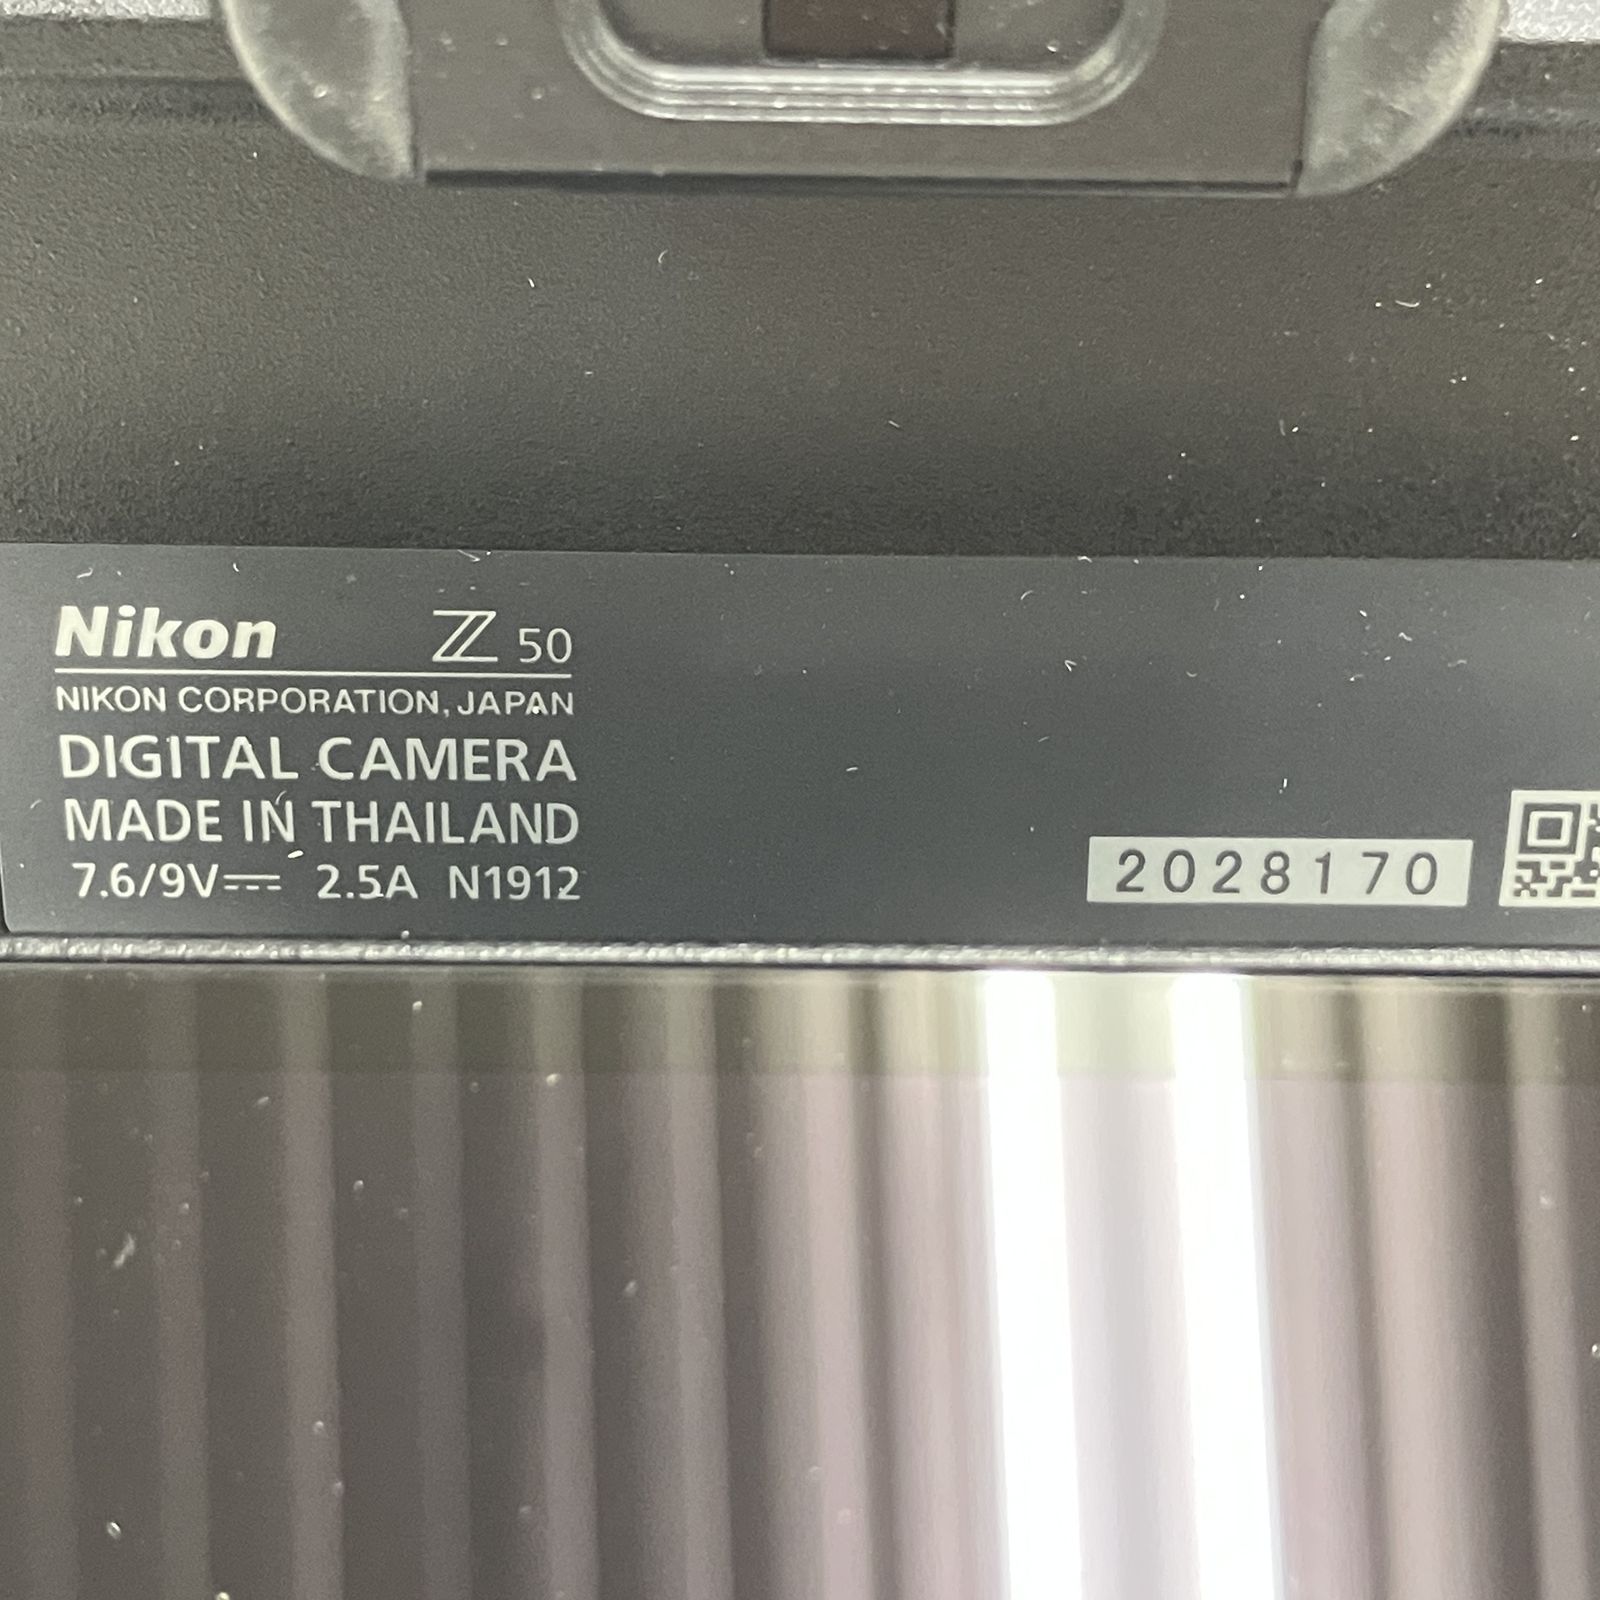 Nikon Z 50
NIKON CORPORATION, JAPAN
DIGITAL CAMERA
MADE IN THAILAND
7.6/9V⎓ 2.5A N1912
2028170